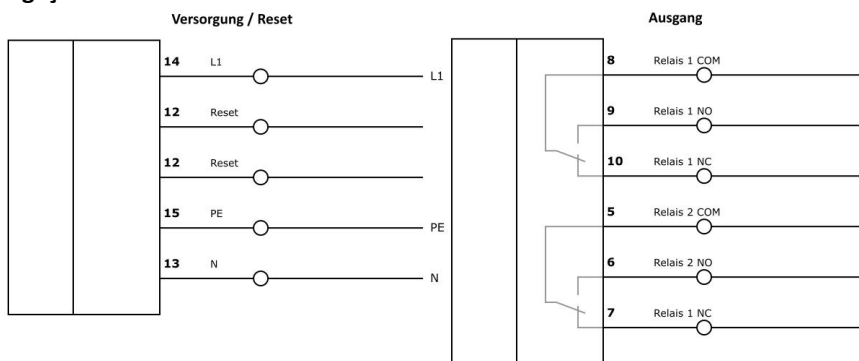 Versorgung / Reset
14 L1
L1
12 Reset
12 Reset
15 PE
PE
13 N
N
Ausgang
8 Relais 1 COM
9 Relais 1 NO
10 Relais 1 NC
5 Relais 2 COM
6 Relais 2 NO
7 Relais 1 NC